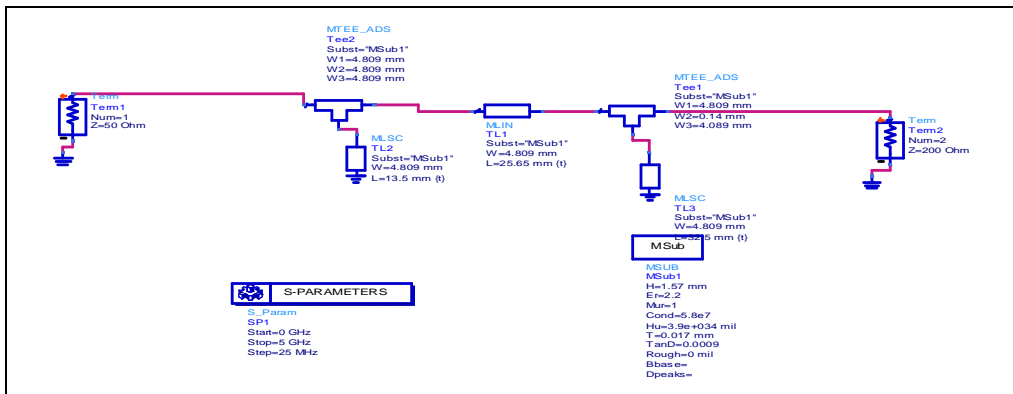 MTEE_ADS
Tee2
Subst="MSub1"
W1=4.809 mm
W2=4.809 mm
W3=4.809 mm
MTEE_ADS
Tee1
Subst="MSub1"
W1=4.809 mm
W2=0.14 mm
W3=4.089 mm
Term
Term1
Num=1
Z=50 Ohm
MLSC
TL2
Subst="MSub1"
W=4.809 mm
L=13.5 mm {t}
MLIN
TL1
Subst="MSub1"
W=4.809 mm
L=25.65 mm {t}
Term
Term2
Num=2
Z=200 Ohm
MLSC
TL3
Subst="MSub1"
W=4.809 mm
L=32.5 mm {t}
MSub
MSUB
MSub1
H=1.57 mm
Er=2.2
Mur=1
Cond=5.8e7
Hu=3.9e+034 mil
T=0.017 mm
TanD=0.0009
Rough=0 mil
Bbase=
Dpeaks=
S-PARAMETERS
S_Param
SP1
Start=0 GHz
Stop=5 GHz
Step=25 MHz